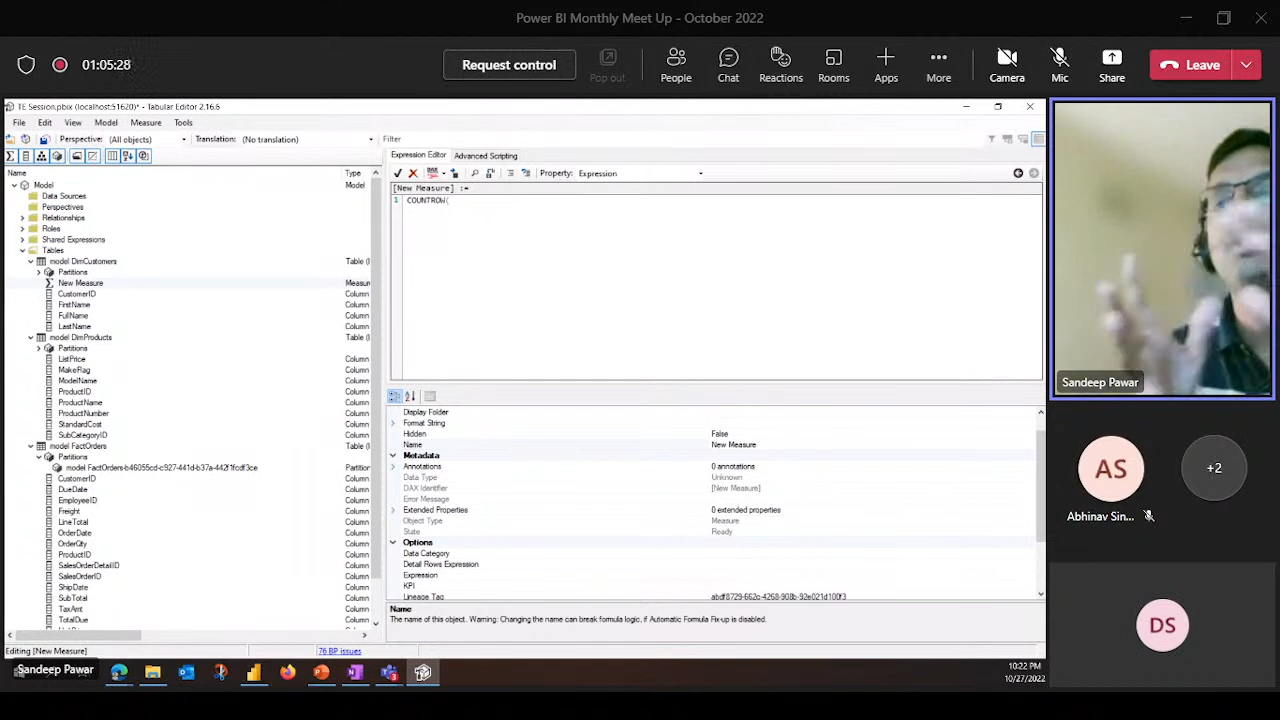 Power BI Monthly Meet Up - October 2022
01:05:28
Request control
Pop out
People
Chat
Reactions
Rooms
Apps
More
Camera
Mic
Share
Leave
TE Session.pbix (localhost:51620)* - Tabular Editor 2.16.6
File Edit View Model Measure Tools
Perspective: (All objects) Translation: (No translation) Filter
Name Type
Model Model
Data Sources
Perspectives
Relationships
Roles
Shared Expressions
Tables
model DimCustomers Table (I
Partitions
New Measure Measure
CustomerID Column
FirstName Column
FullName Column
LastName Column
model DimProducts Table (I
Partitions
ListPrice Column
MakeFlag Column
ModelName Column
ProductID Column
ProductName Column
ProductNumber Column
StandardCost Column
SubCategoryID Column
model FactOrders Table (I
Partitions
model FactOrders-b46055cd-c927-441d-b37a-442f1fcdf3ce Partition
CustomerID Column
DueDate Column
EmployeeID Column
Freight Column
LineTotal Column
OrderDate Column
OrderQty Column
ProductID Column
SalesOrderDetailID Column
SalesOrderID Column
ShipDate Column
SubTotal Column
TaxAmt Column
TotalDue Column
Expression Editor Advanced Scripting
DAX
Property: Expression
[New Measure] :=
1 COUNTROW(
Display Folder
Format String
Hidden False
Name New Measure
Metadata
Annotations 0 annotations
Data Type Unknown
DAX Identifier [New Measure]
Error Message
Extended Properties 0 extended properties
Object Type Measure
State Ready
Options
Data Category
Detail Rows Expression
Expression
KPI
Lineage Tag
Name
The name of this object. Warning: Changing the name can break formula logic, if Automatic Formula Fix-up is disabled.
Editing [New Measure]
76 BP issues
Sandeep Pawar
10:22 PM
10/27/2022
Sandeep Pawar
AS
Abhinav Sin...
+2
DS